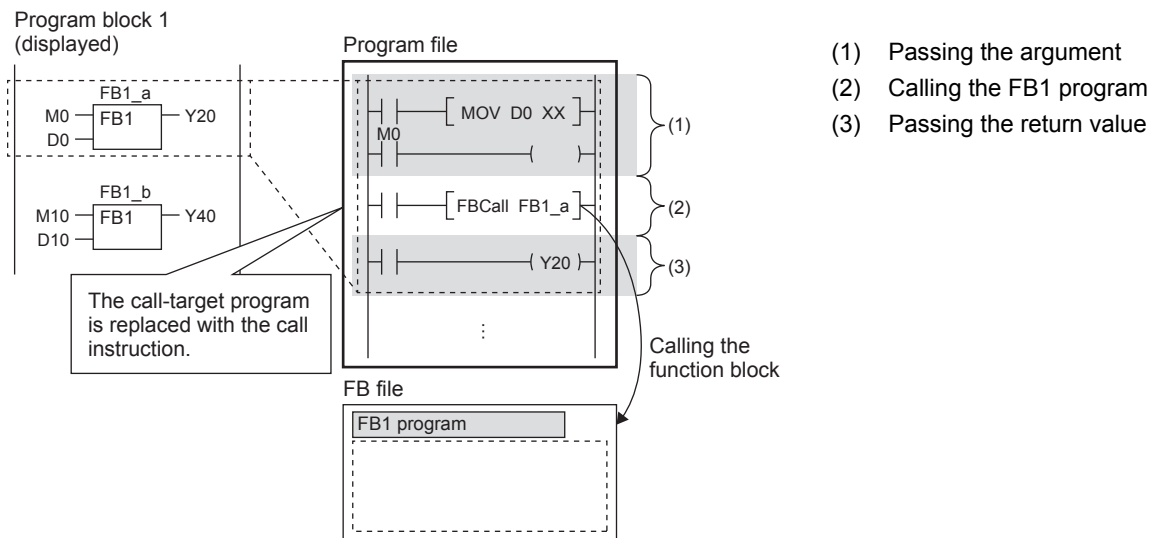 Program block 1
(displayed)
FB1_a
M0 FB1 Y20
D0
FB1_b
M10 FB1 Y40
D10
The call-target program
is replaced with the call
instruction.
Program file
MOV D0 XX
M0
(1)
FBCall FB1_a
(2)
Y20
(3)
Calling the
function block
FB file
FB1 program
(1) Passing the argument
(2) Calling the FB1 program
(3) Passing the return value